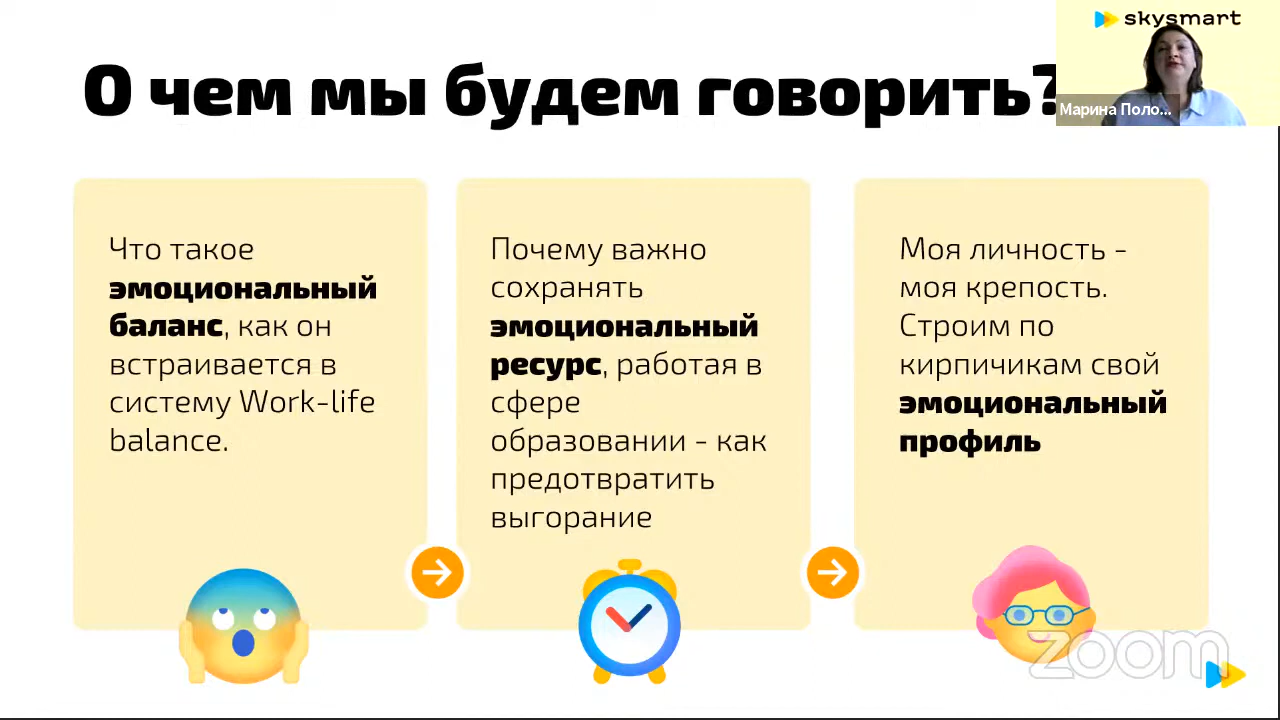 skysmart
О чем мы будем говорить?
Марина Поло...
Что такое
эмоциональный
баланс, как он
встраивается в
систему Work-life
balance.
Почему важно
сохранять
эмоциональный
ресурс, работая в
сфере
образовании - как
предотвратить
выгорание
Моя личность -
моя крепость.
Строим по
кирпичикам свой
эмоциональный
профиль
zoom